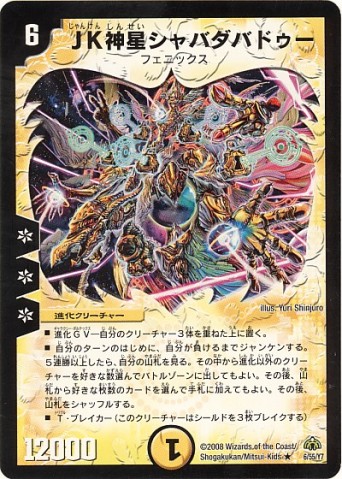 6
じゃんけん しんせい
JK神星シャバダバドゥー
フェニックス
illus. Yuri Shinjuro
進化クリーチャー
■ 進化GV－自分のクリーチャー3体を重ねた上に置く。
■ 自分のターンのはじめに、自分が負けるまでジャンケンする。
5連勝以上したら、自分の山札を見る。その中から進化以外のクリー
チャーを好きな数選んでバトルゾーンに出してもよい。その後、山
札から好きな枚数のカードを選んで手札に加えてもよい。その後、山
札をシャッフルする。
■ T・ブレイカー（このクリーチャーはシールドを3枚ブレイクする）
12000
T
©2008 Wizards of the Coast/
Shogakukan/Mitsui-Kids ★ 6/55/Y7